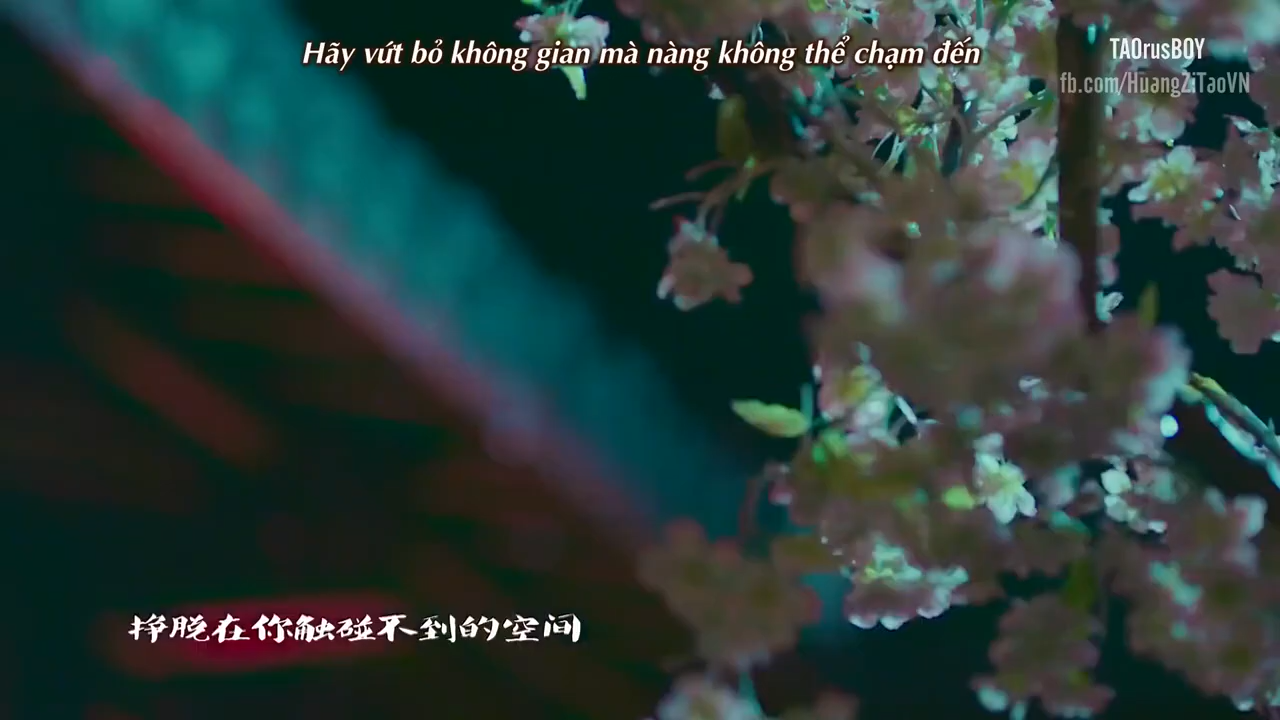 Hãy vứt bỏ không gian mà nàng không thể chạm đến
TAOrusBOY
fb.com/HuangZiTaoVN
挣脱在你触碰不到的空间